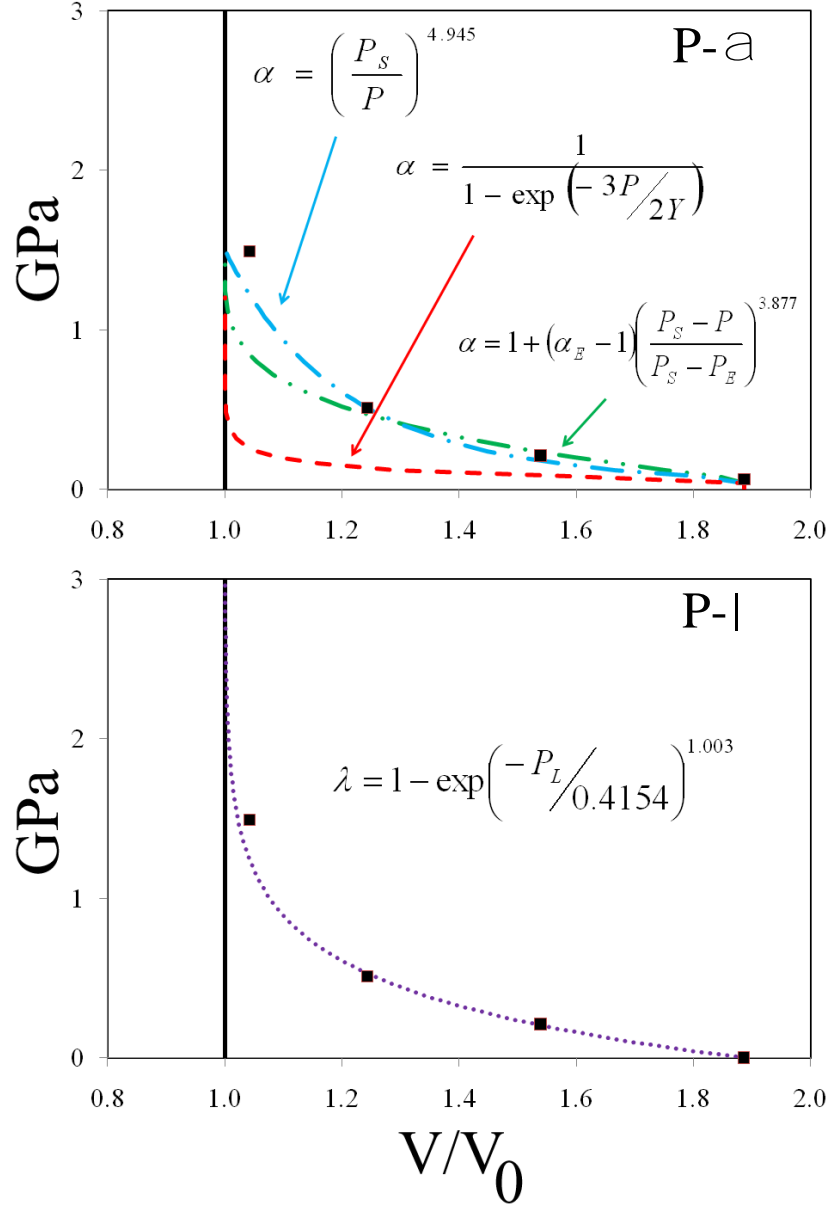 3
P-a
α = (P_S / P)^4.945
α = 1 / (1 − exp(−3P/2Y))
2
GPa
1
α = 1 + (α_E − 1)((P_S − P) / (P_S − P_E))^3.877
0
0.8 1.0 1.2 1.4 1.6 1.8 2.0
3
P-l
2
λ = 1 − exp(−P_L/0.4154)^1.003
GPa
1
0
0.8 1.0 1.2 1.4 1.6 1.8 2.0
V/V_0